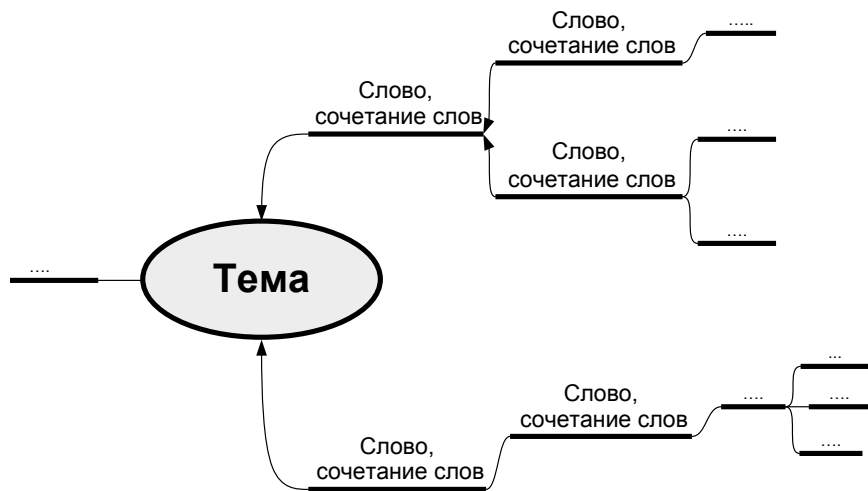 Слово,
сочетание слов
.....
Слово,
сочетание слов
Слово,
сочетание слов
....
....
....
Тема
Слово,
сочетание слов
Слово,
сочетание слов
....
...
....
....